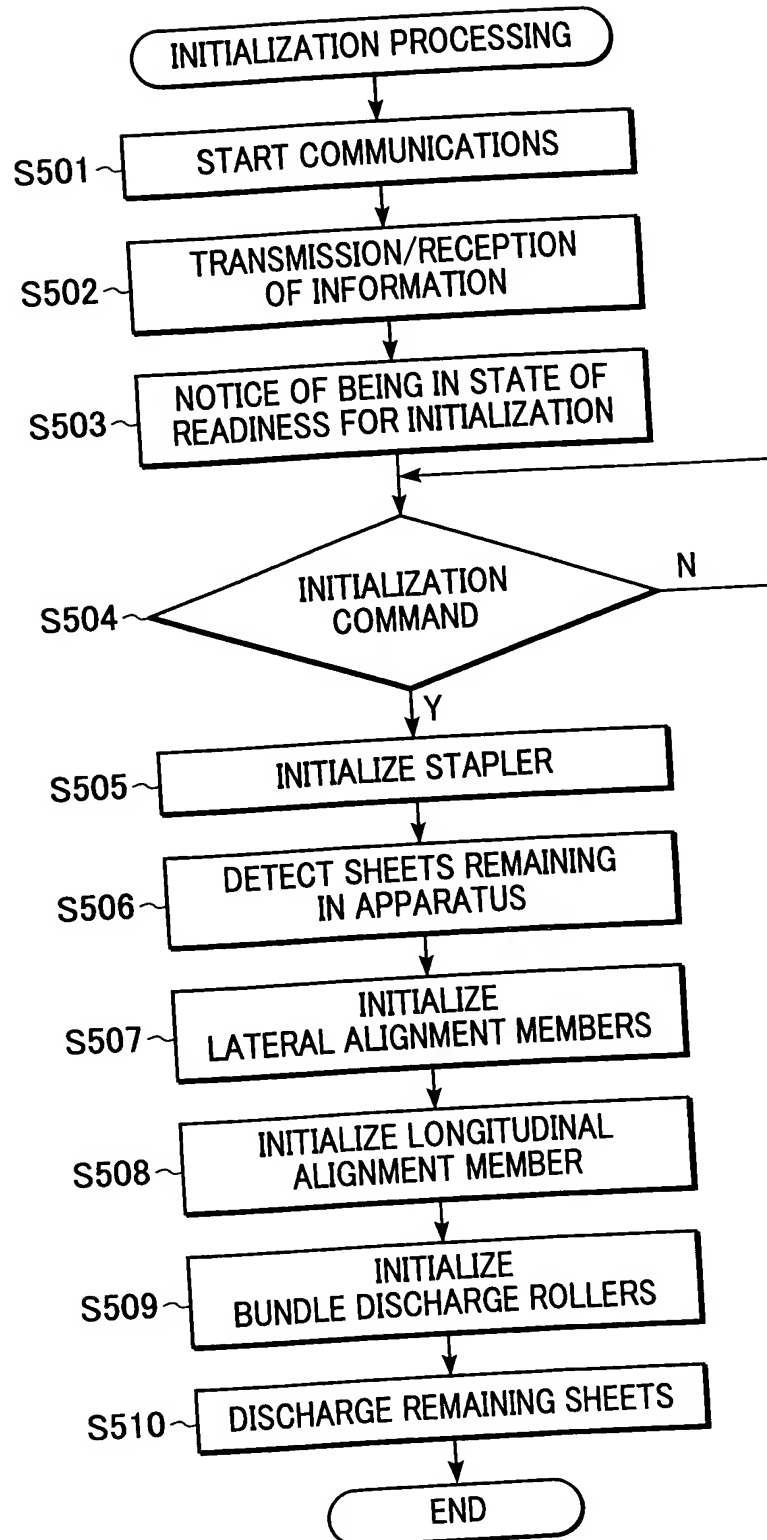 INITIALIZATION PROCESSING
S501
START COMMUNICATIONS
S502
TRANSMISSION/RECEPTION
OF INFORMATION
S503
NOTICE OF BEING IN STATE OF
READINESS FOR INITIALIZATION
S504
INITIALIZATION
COMMAND
N
Y
S505
INITIALIZE STAPLER
S506
DETECT SHEETS REMAINING
IN APPARATUS
S507
INITIALIZE
LATERAL ALIGNMENT MEMBERS
S508
INITIALIZE LONGITUDINAL
ALIGNMENT MEMBER
S509
INITIALIZE
BUNDLE DISCHARGE ROLLERS
S510
DISCHARGE REMAINING SHEETS
END